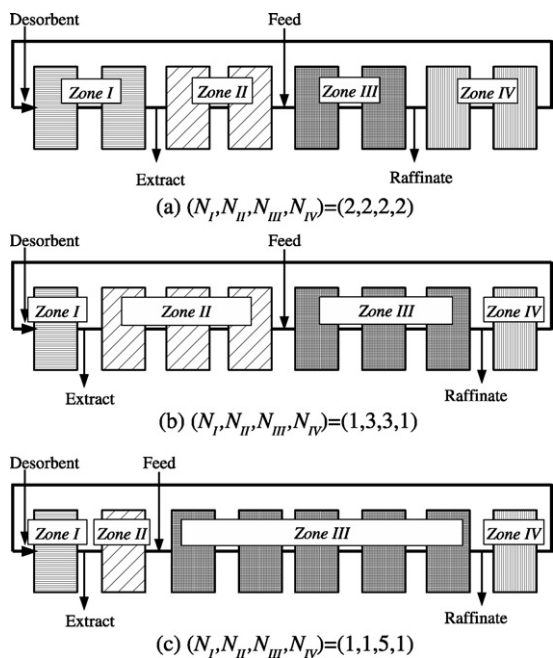 Desorbent Feed
Zone I Zone II Zone III Zone IV
Extract Raffinate
(a) (N_I,N_II,N_III,N_IV)=(2,2,2,2)
Desorbent Feed
Zone I Zone II Zone III Zone IV
Extract Raffinate
(b) (N_I,N_II,N_III,N_IV)=(1,3,3,1)
Desorbent Feed
Zone I Zone II Zone III Zone IV
Extract Raffinate
(c) (N_I,N_II,N_III,N_IV)=(1,1,5,1)